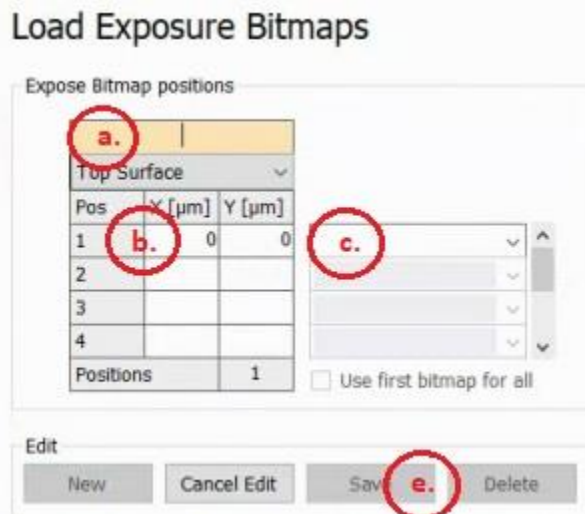 Load Exposure Bitmaps
Expose Bitmap positions
a.
Top Surface
Pos X [µm] Y [µm]
1 b. 0 0 c.
2
3
4
Positions 1
Use first bitmap for all
Edit
New Cancel Edit Sav e. Delete